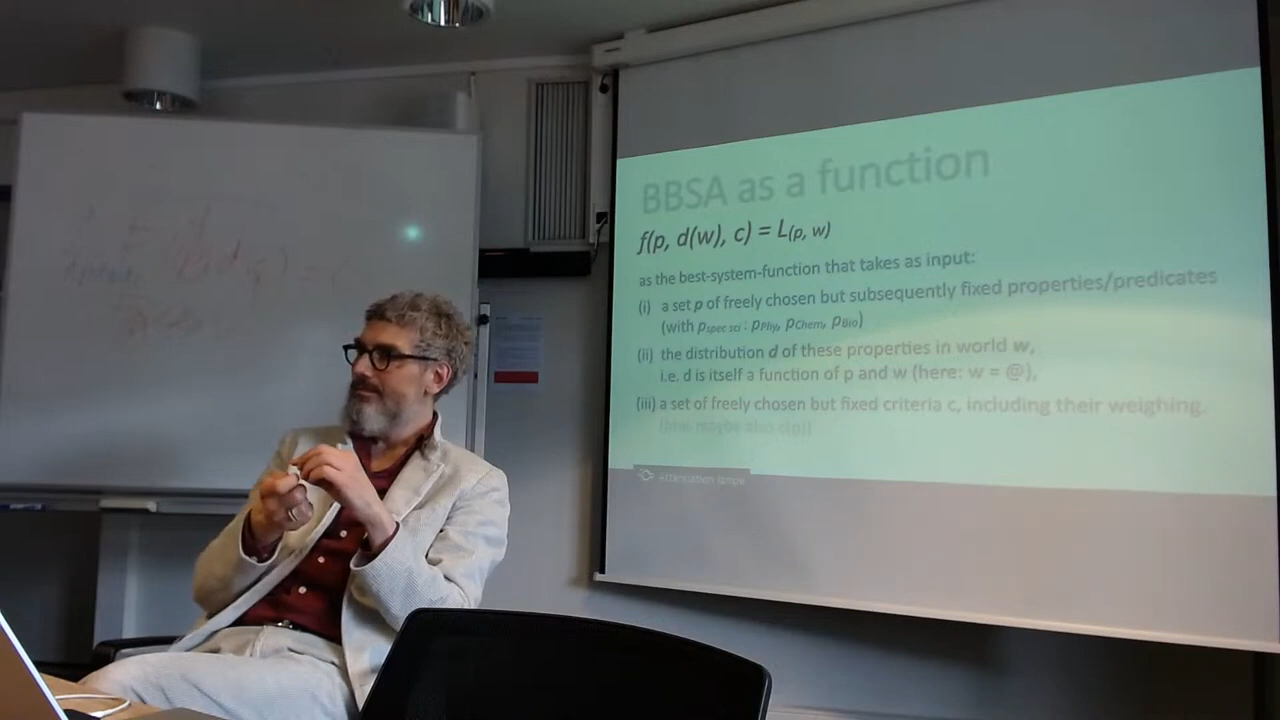 BBSA as a function
f(p, d(w), c) = L(p, w)
as the best-system-function that takes as input:
(i) a set p of freely chosen but subsequently fixed properties/predicates
(with pspec sci : pPhy, pChem, pBio)
(ii) the distribution d of these properties in world w,
i.e. d is itself a function of p and w (here: w = @),
(iii) a set of freely chosen but fixed criteria c, including their weighing.